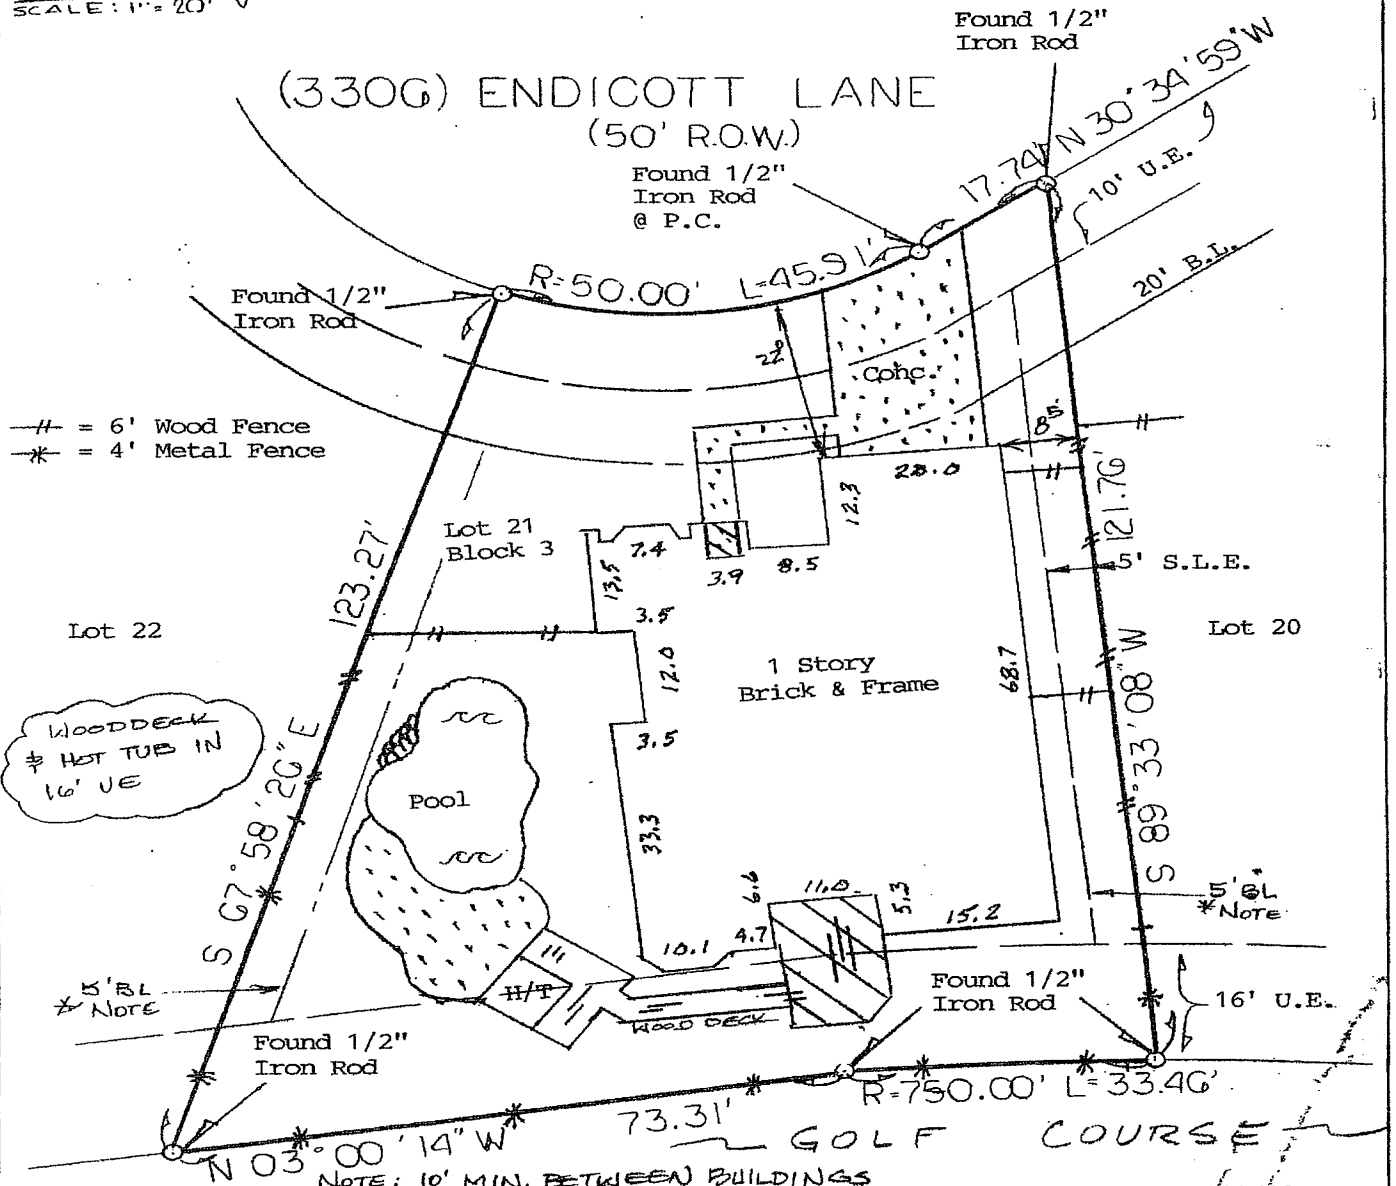 SCALE: 1"= 20'
Found 1/2"
Iron Rod
(3306) ENDICOTT LANE
(50' R.O.W.)
N 30° 34' 59" W
17.74'
10' U.E.
20' B.L.
Found 1/2"
Iron Rod
@ P.C.
R=50.00' L=45.91'
Found 1/2"
Iron Rod
22⁰
Conc.
= 6' Wood Fence
= 4' Metal Fence
8⁵'
20.0
12.3
121.76'
Lot 21
Block 3
7.4
3.9
8.5
13.5
5' S.L.E.
123.27'
3.5
Lot 22
Lot 20
12.0
1 Story
Brick & Frame
68.7
WOOD DECK
& HOT TUB IN
16' UE
3.5
Pool
33.3
S 67° 58' 26" E
S 89° 33' 08" W
6.6
11.0
5.3
15.2
5' BL
* NOTE
10.1
4.7
5' BL
* NOTE
H/T
WOOD DECK
Found 1/2"
Iron Rod
16' U.E.
Found 1/2"
Iron Rod
R=750.00' L=33.46'
73.31'
N 03° 00' 14" W
GOLF COURSE
NOTE: 10' MIN. BETWEEN BUILDINGS